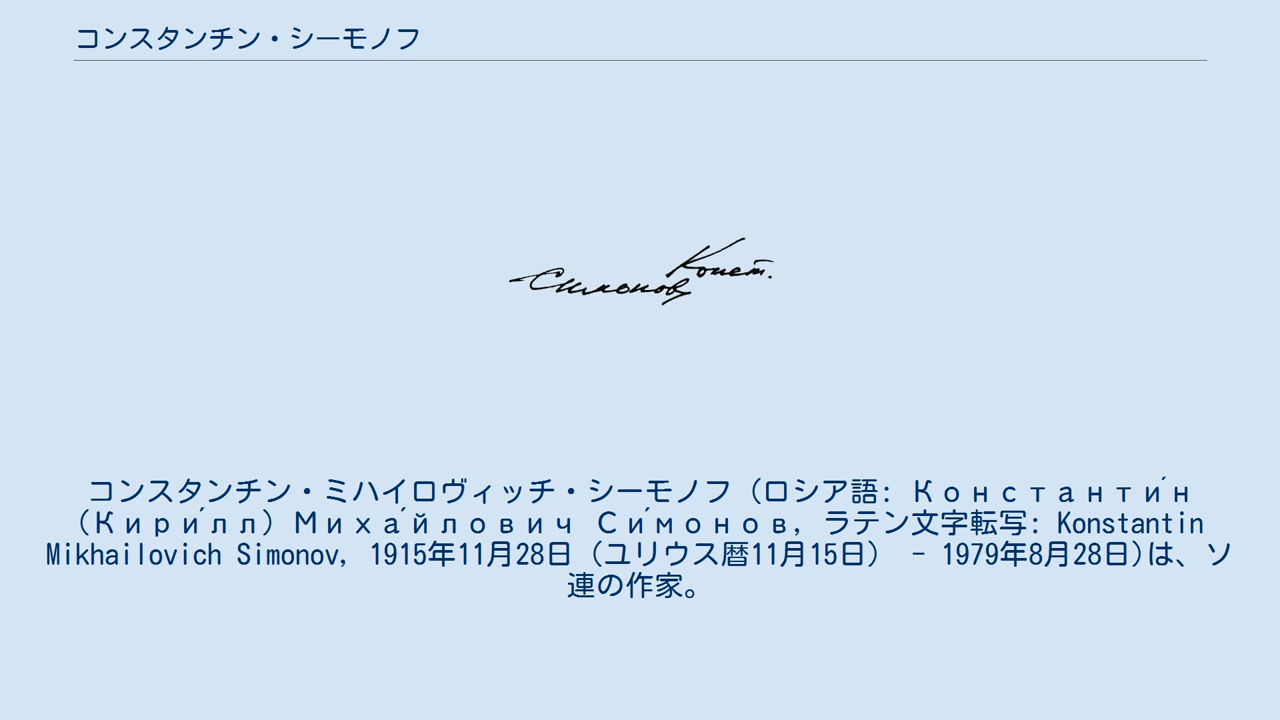 コンスタンチン・シーモノフ
Конст.
Симонов
コンスタンチン・ミハイロヴィッチ・シーモノフ（ロシア語: Константи́н
（Кири́лл）Миха́йлович Си́монов, ラテン文字転写: Konstantin
Mikhailovich Simonov, 1915年11月28日（ユリウス暦11月15日） - 1979年8月28日)は、ソ
連の作家。